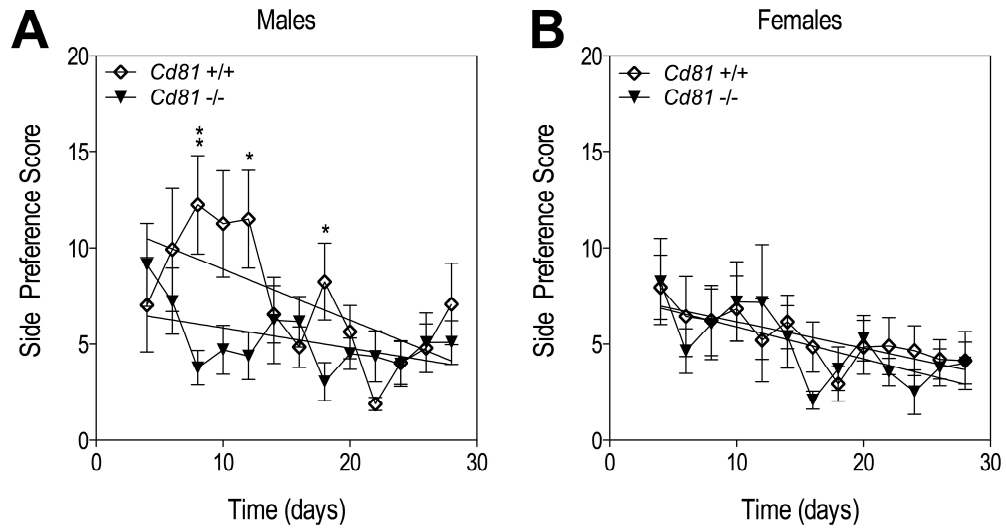 A
Males
20
15
10
5
0
Side Preference Score
Cd81 +/+
Cd81 -/-
*
*
*
*
0
10
20
30
Time (days)
B
Females
20
15
10
5
0
Side Preference Score
Cd81 +/+
Cd81 -/-
0
10
20
30
Time (days)